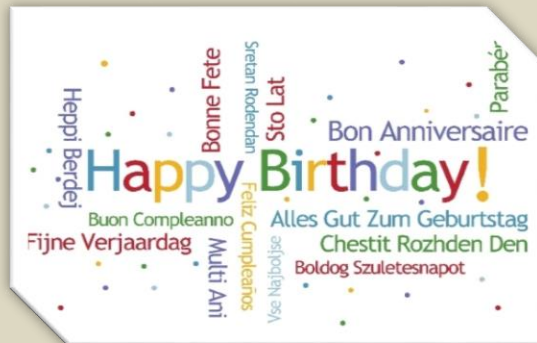 Heppi Berdej
Bonne Fete
Sretan Rodendan
Sto Lat
Parabér
Bon Anniversaire
Happy Birthday!
Buon Compleanno
Feliz Cumpleaños
Alles Gut Zum Geburtstag
Fijne Verjaardag
Multi Ani
Vse Najboljse
Chestit Rozhden Den
Boldog Szuletesnapot